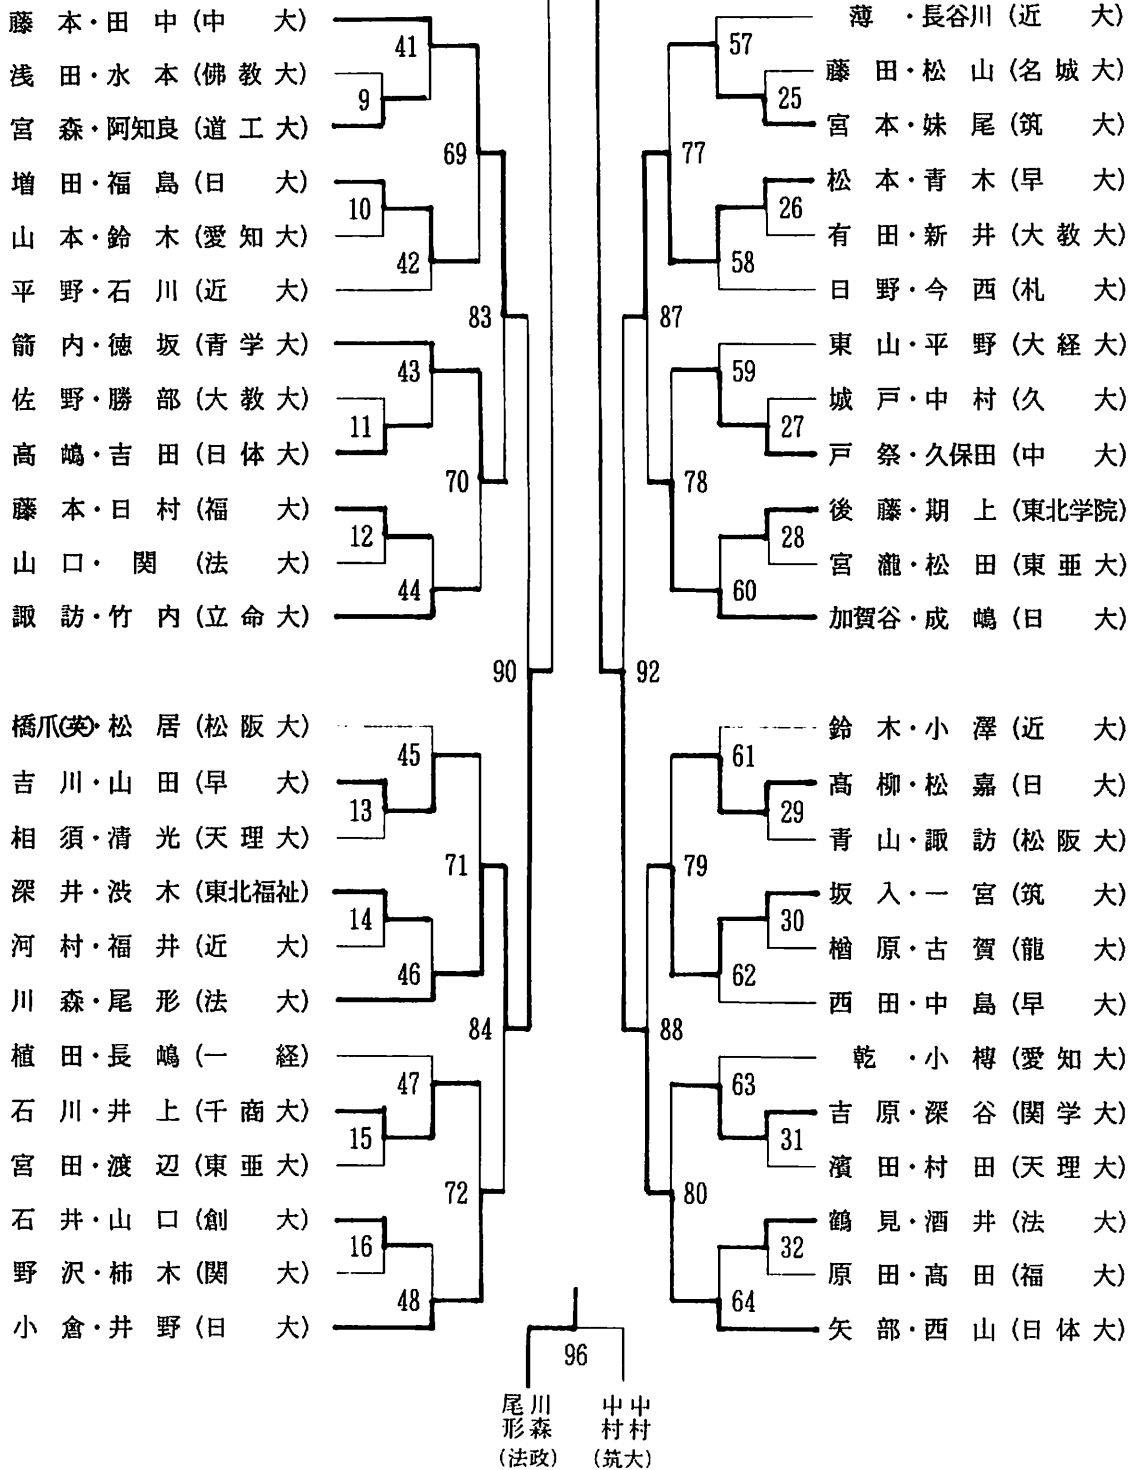 藤本・田中（中大）
浅田・水本（佛教大）
宮森・阿知良（道工大）
増田・福島（日大）
山本・鈴木（愛知大）
平野・石川（近大）
箭内・徳坂（青学大）
佐野・勝部（大教大）
高嶋・吉田（日体大）
藤本・日村（福大）
山口・関（法大）
諏訪・竹内（立命大）
橋爪(英)・松居（松阪大）
吉川・山田（早大）
相須・清光（天理大）
深井・渋木（東北福祉）
河村・福井（近大）
川森・尾形（法大）
植田・長嶋（一経）
石川・井上（千商大）
宮田・渡辺（東亜大）
石井・山口（創大）
野沢・柿木（関大）
小倉・井野（日大）
41
9
69
10
42
83
43
11
70
12
44
90
45
13
71
14
46
84
47
15
72
16
48
薄・長谷川（近大）
藤田・松山（名城大）
宮本・妹尾（筑大）
松本・青木（早大）
有田・新井（大教大）
日野・今西（札大）
東山・平野（大経大）
城戸・中村（久大）
戸祭・久保田（中大）
後藤・期上（東北学院）
宮瀧・松田（東亜大）
加賀谷・成嶋（日大）
鈴木・小澤（近大）
髙柳・松嘉（日大）
青山・諏訪（松阪大）
坂入・一宮（筑大）
楢原・古賀（龍大）
西田・中島（早大）
乾・小樽（愛知大）
吉原・深谷（関学大）
濱田・村田（天理大）
鶴見・酒井（法大）
原田・髙田（福大）
矢部・西山（日体大）
57
25
77
26
58
87
59
27
78
28
60
92
61
29
79
30
62
88
63
31
80
32
64
96
川森
尾形
（法政）
中村
中村
（筑大）